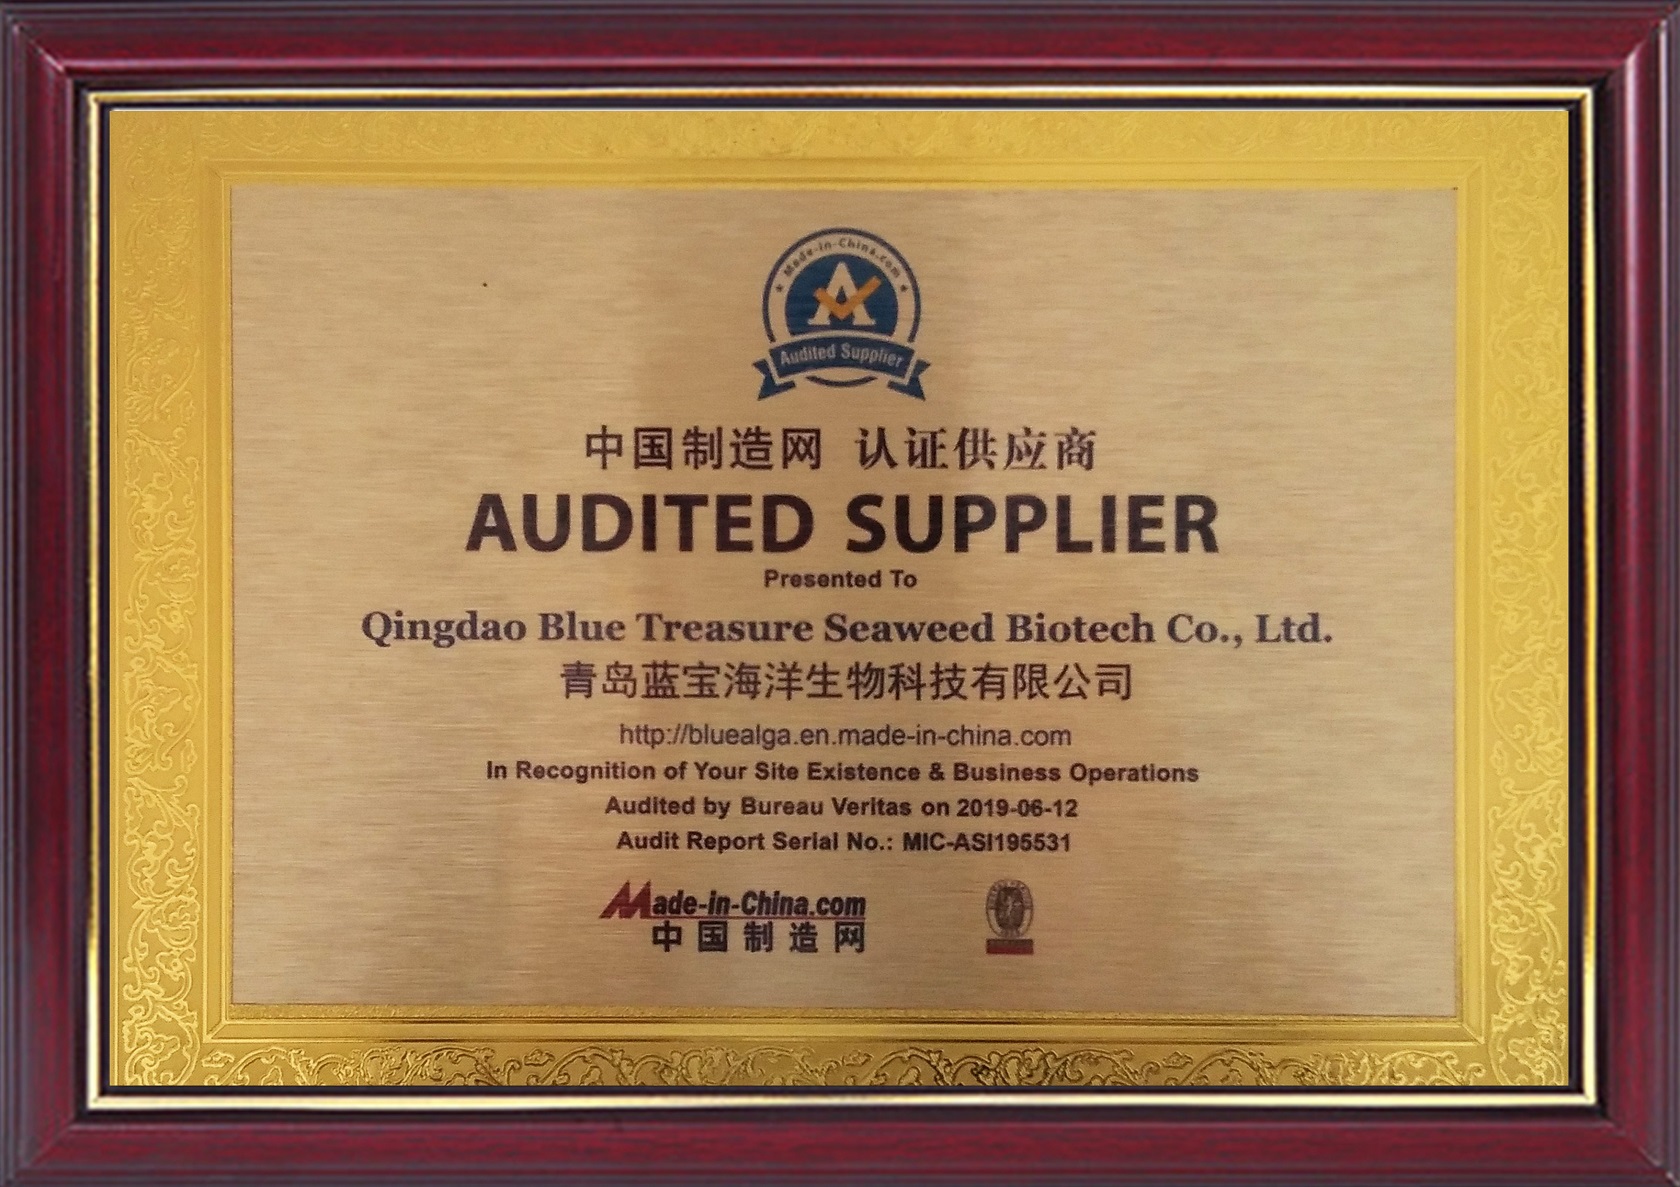 Made-in-China.com
Audited Supplier
中国制造网 认证供应商
AUDITED SUPPLIER
Presented To
Qingdao Blue Treasure Seaweed Biotech Co., Ltd.
青岛蓝宝海洋生物科技有限公司
http://bluealga.en.made-in-china.com
In Recognition of Your Site Existence & Business Operations
Audited by Bureau Veritas on 2019-06-12
Audit Report Serial No.: MIC-ASI195531
Made-in-China.com
中国制造网